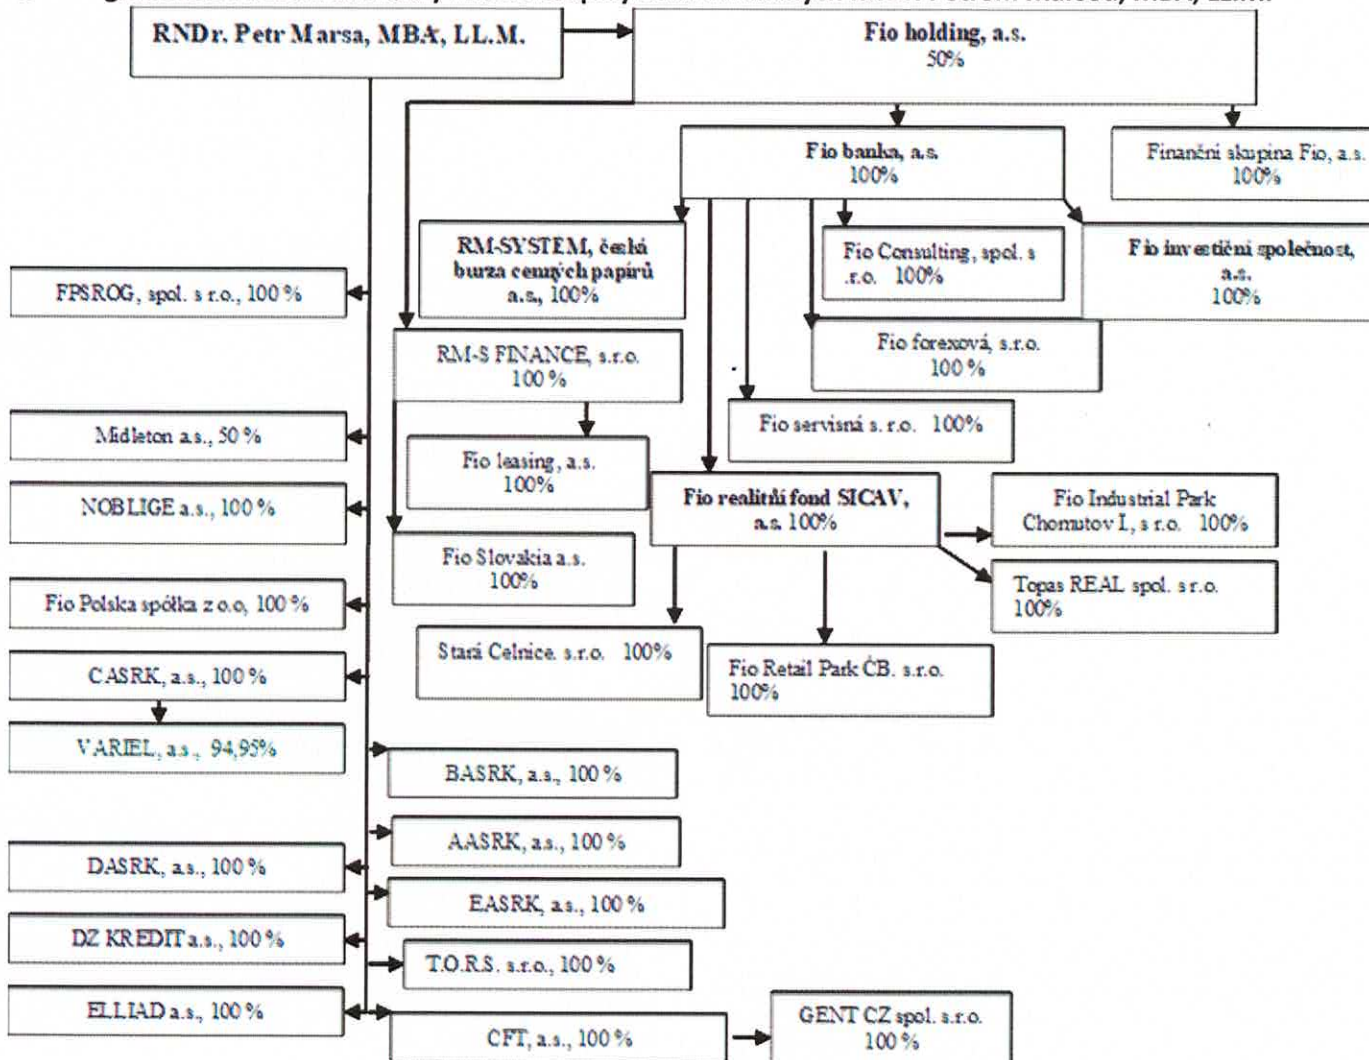 RNDr. Petr Marsa, MBA, LL.M.
Fio holding, a.s.
50%
Fio banka, a.s.
100%
Finanční skupina Fio, a.s.
100%
RM-SYSTEM, česká
burza cenných papírů
a.s., 100%
Fio Consulting, spol. s
.r.o. 100%
Fio investiční společnost,
a.s.
100%
FPSROG, spol. s r.o., 100 %
RM-S FINANCE, s.r.o.
100 %
Fio forexová, s.r.o.
100 %
Midleton a.s., 50 %
Fio servisná s. r.o. 100%
Fio leasing, a.s.
100%
NOBLIGE a.s., 100 %
Fio realitní fond SICAV,
a.s. 100%
Fio Industrial Park
Chomutov I., s r.o. 100%
Fio Slovakia a.s.
100%
Topas REAL spol. s r.o.
100%
Fio Polska spółka z o.o, 100 %
Stará Celnice. s.r.o. 100%
Fio Retail Park ČB. s.r.o.
100%
CASRK, a.s., 100 %
VARIEL, a.s., 94,95%
BASRK, a.s., 100 %
AASRK, a.s., 100 %
DASRK, a.s., 100 %
EASRK, a.s., 100 %
DZ KREDIT a.s., 100 %
T.O.R.S. s.r.o., 100 %
ELLIAD a.s., 100 %
CFT, a.s., 100 %
GENT CZ spol. s.r.o.
100 %